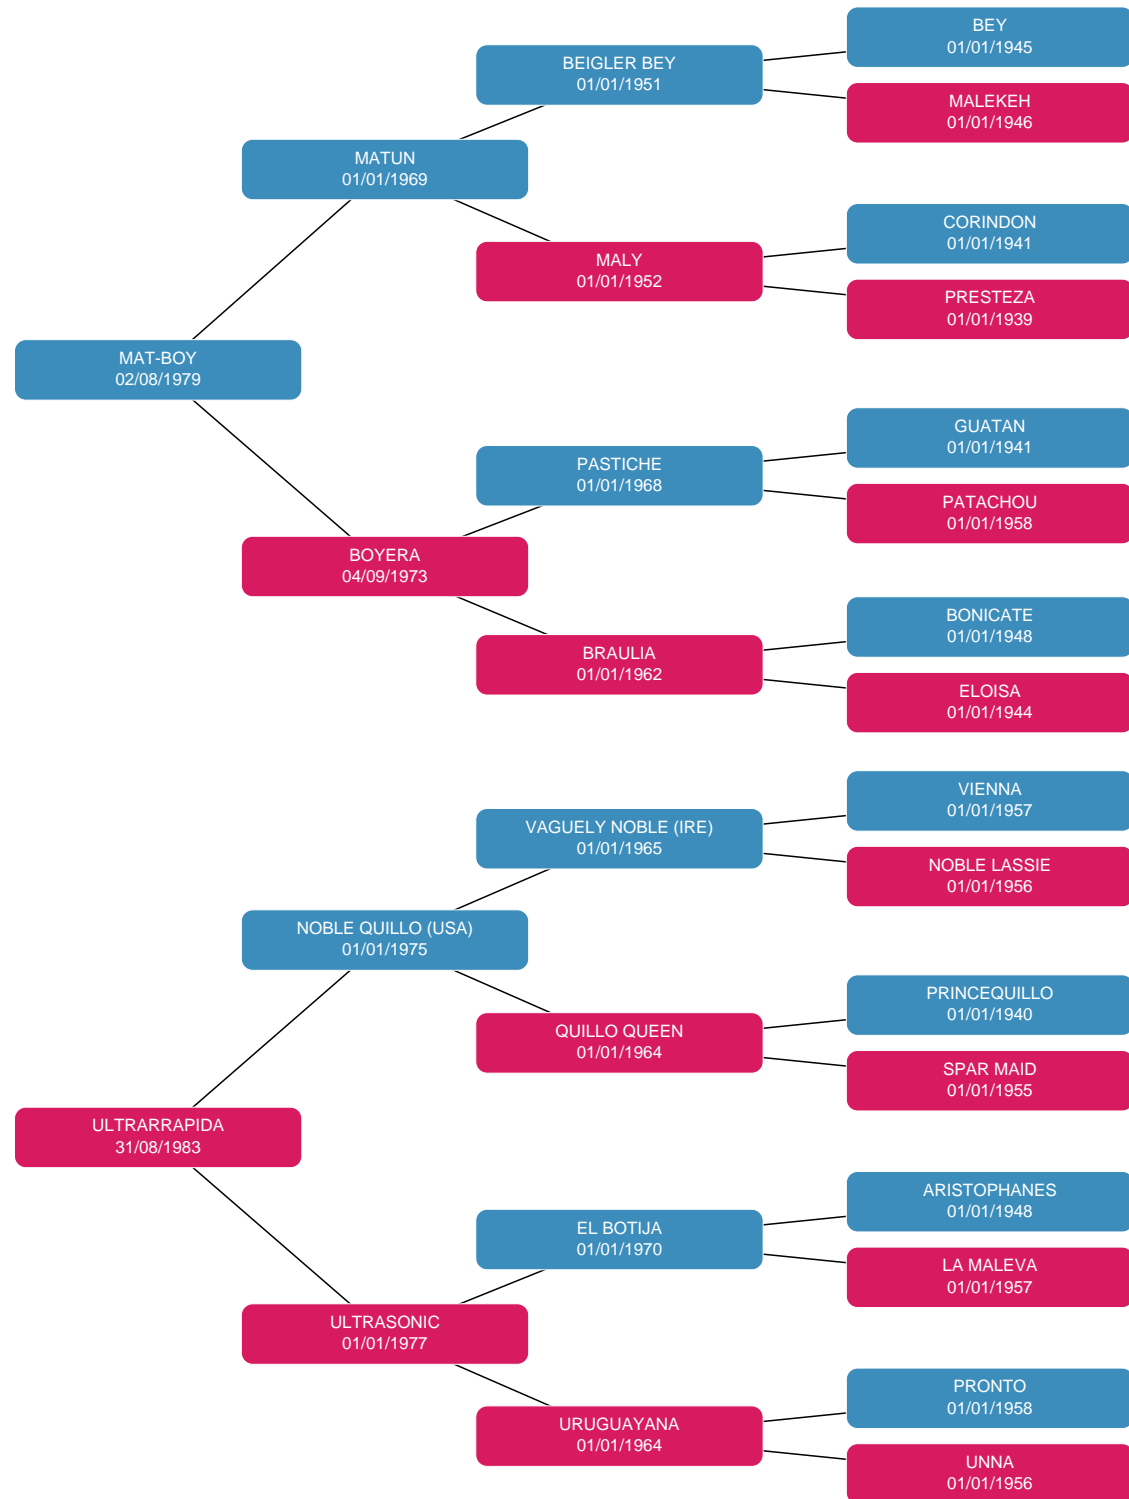 BEY
01/01/1945
BEIGLER BEY
01/01/1951
MALEKEH
01/01/1946
MATUN
01/01/1969
CORINDON
01/01/1941
MALY
01/01/1952
PRESTEZA
01/01/1939
MAT-BOY
02/08/1979
GUATAN
01/01/1941
PASTICHE
01/01/1968
PATACHOU
01/01/1958
BOYERA
04/09/1973
BONICATE
01/01/1948
BRAULIA
01/01/1962
ELOISA
01/01/1944
VIENNA
01/01/1957
VAGUELY NOBLE (IRE)
01/01/1965
NOBLE LASSIE
01/01/1956
NOBLE QUILLO (USA)
01/01/1975
PRINCEQUILLO
01/01/1940
QUILLO QUEEN
01/01/1964
SPAR MAID
01/01/1955
ULTRARRAPIDA
31/08/1983
ARISTOPHANES
01/01/1948
EL BOTIJA
01/01/1970
LA MALEVA
01/01/1957
ULTRASONIC
01/01/1977
PRONTO
01/01/1958
URUGUAYANA
01/01/1964
UNNA
01/01/1956